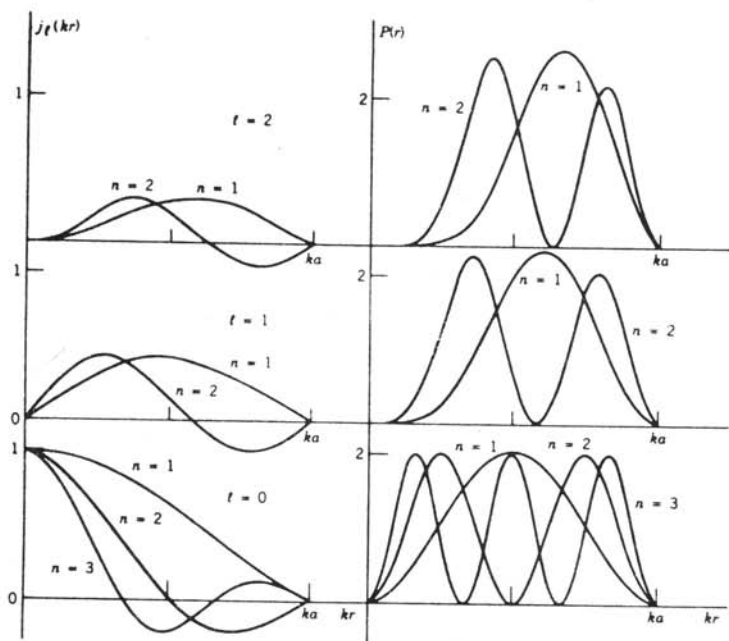 jℓ(kr)
P(r)
1
2
n = 2
n = 1
ℓ = 2
n = 2
n = 1
ka
ka
1
2
ℓ = 1
n = 1
n = 1
n = 2
n = 2
0
ka
ka
1
2
n = 1
n = 2
n = 1
ℓ = 0
n = 2
n = 3
n = 3
0
ka
kr
ka
kr